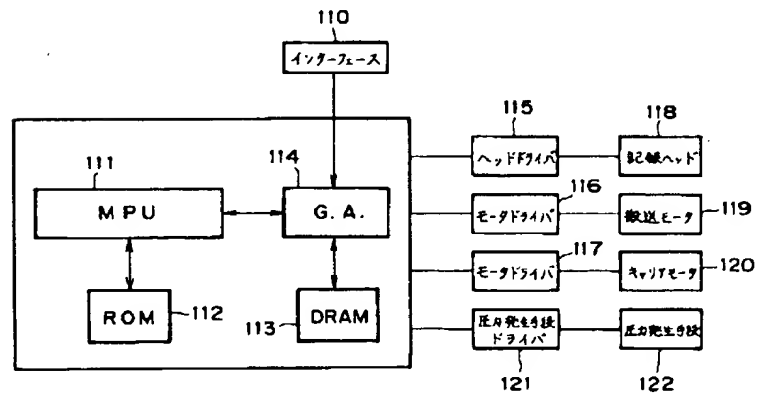 110
インターフェース
111
MPU
114
G.A.
ROM
112
113
DRAM
115
ヘッドドライバ
118
記録ヘッド
116
モータドライバ
搬送モータ
119
117
モータドライバ
キャリアモータ
120
圧力発生手段
ドライバ
121
圧力発生手段
122